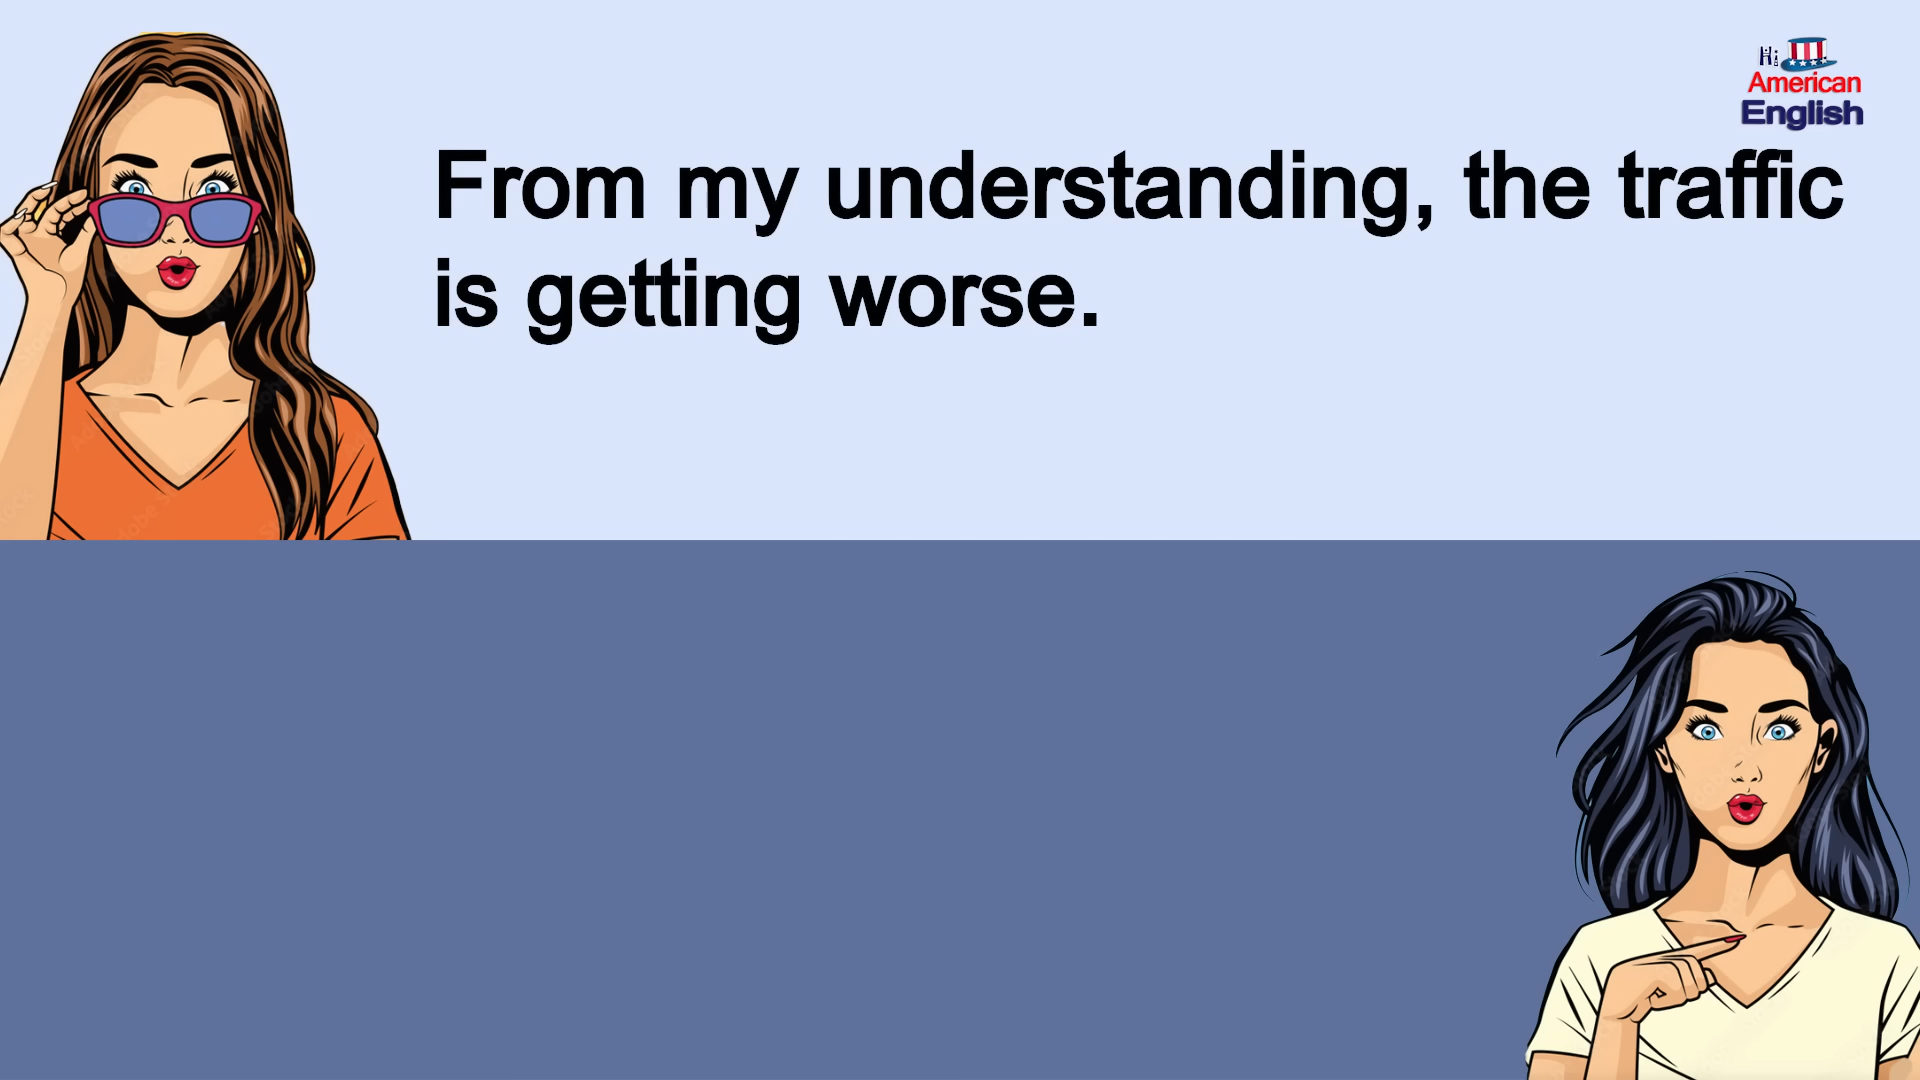 Hi
American
English
From my understanding, the traffic
is getting worse.